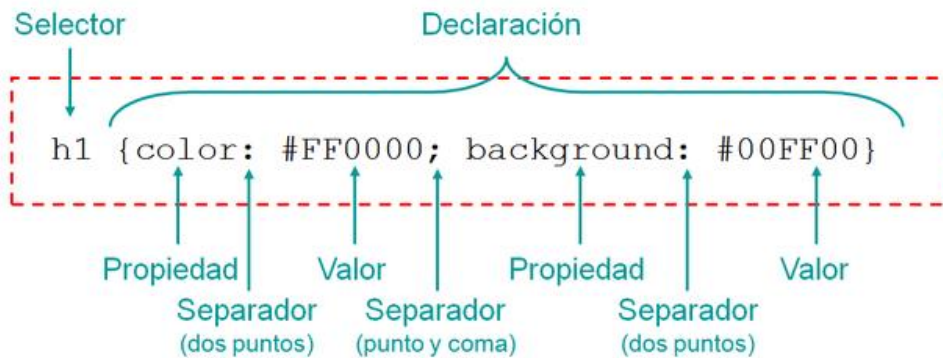 Selector Declaración
h1 {color: #FF0000; background: #00FF00}
Propiedad Valor Propiedad Valor
Separador Separador Separador
(dos puntos) (punto y coma) (dos puntos)